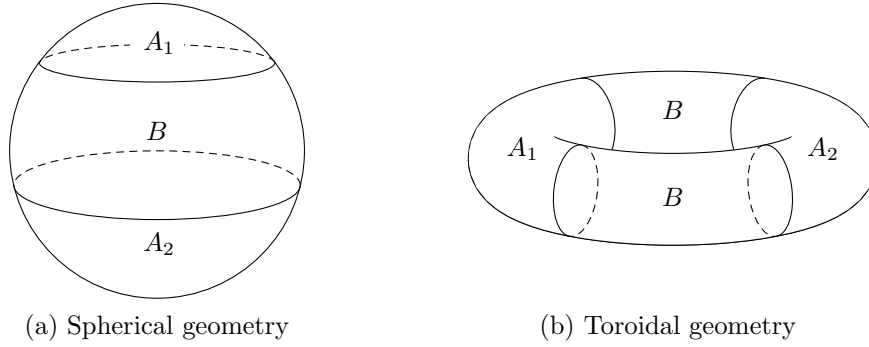 A₁
B
A₂
B
A₁
A₂
B
(a) Spherical geometry
(b) Toroidal geometry